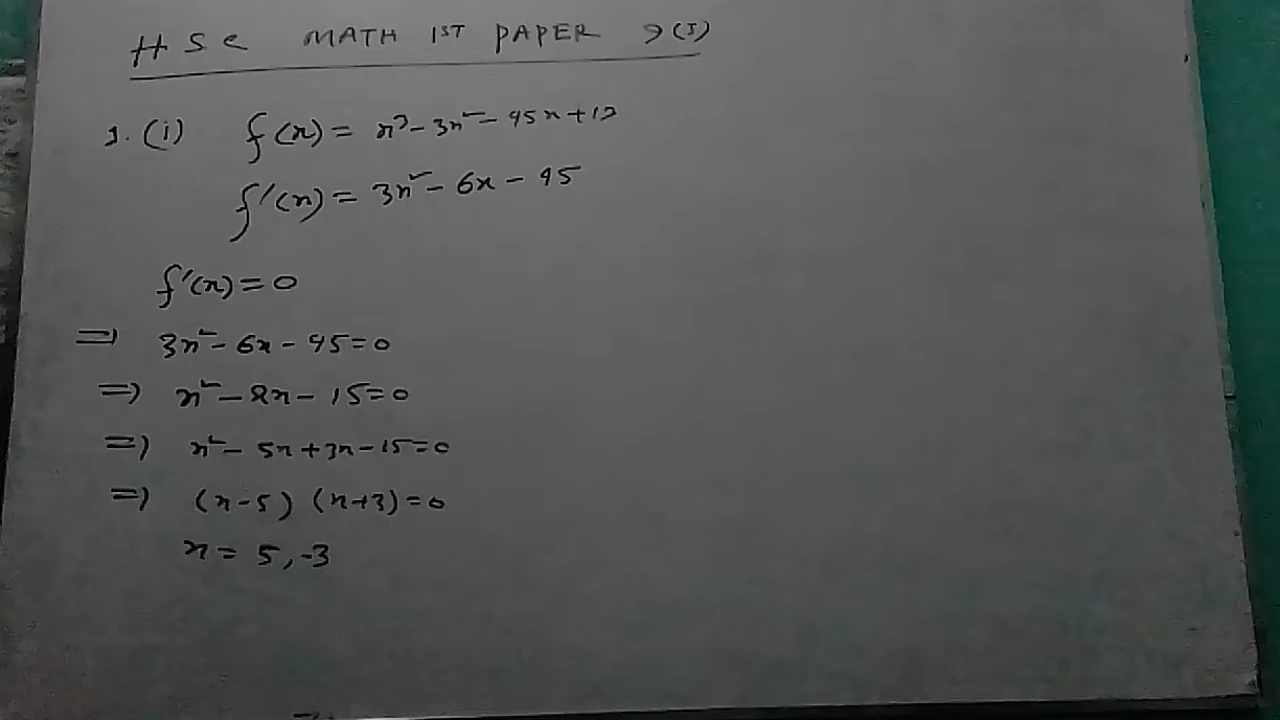 HSC MATH 1ST PAPER 9(J)
1. (i) f(x) = x³ - 3x² - 45x + 12
f'(x) = 3x² - 6x - 45
f'(x) = 0
=> 3x² - 6x - 45 = 0
=> x² - 2x - 15 = 0
=> x² - 5x + 3x - 15 = 0
=> (x-5) (x+3) = 0
x = 5, -3